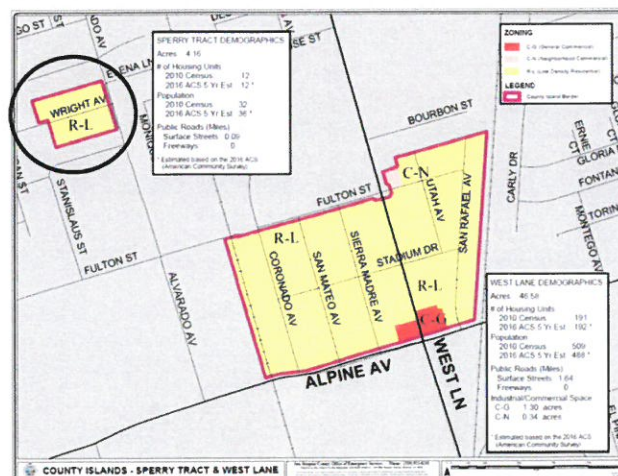 SPERRY TRACT DEMOGRAPHICS
Acres 4.16
# of Housing Units
2010 Census 12
2016 ACS 5 Yr Est 12 *
Population
2010 Census 32
2016 ACS 5 Yr Est 36 *
Public Roads (Miles)
Surface Streets 0.09
Freeways 0
* Estimated based on the 2016 ACS
(American Community Survey)
ZONING
C-G (General Commercial)
C-N (Neighborhood Commercial)
R-L (Low Density Residential)
LEGEND
County Island Border
ELENA LN
WRIGHT AV
R-L
STANISLAUS ST
FULTON ST
ALVARADO AV
BOURBON ST
FULTON ST
C-N
UTAH AV
SAN RAFAEL AV
CARLY DR
ERNIE CT
GLORIA
FONTAN
TORIN
MONTEGO AV
R-L
CORONADO AV
SAN MATEO AV
SIERRA MADRE AV
STADIUM DR
R-L
C-G
WEST LN
ALPINE AV
WEST LANE DEMOGRAPHICS
Acres 46.58
# of Housing Units
2010 Census 191
2016 ACS 5 Yr Est 192 *
Population
2010 Census 509
2016 ACS 5 Yr Est 488 *
Public Roads (Miles)
Surface Streets 1.64
Freeways 0
Industrial/Commercial Space
C-G 1.30 acres
C-N 0.34 acres
* Estimated based on the 2016 ACS
(American Community Survey)
COUNTY ISLANDS - SPERRY TRACT & WEST LANE